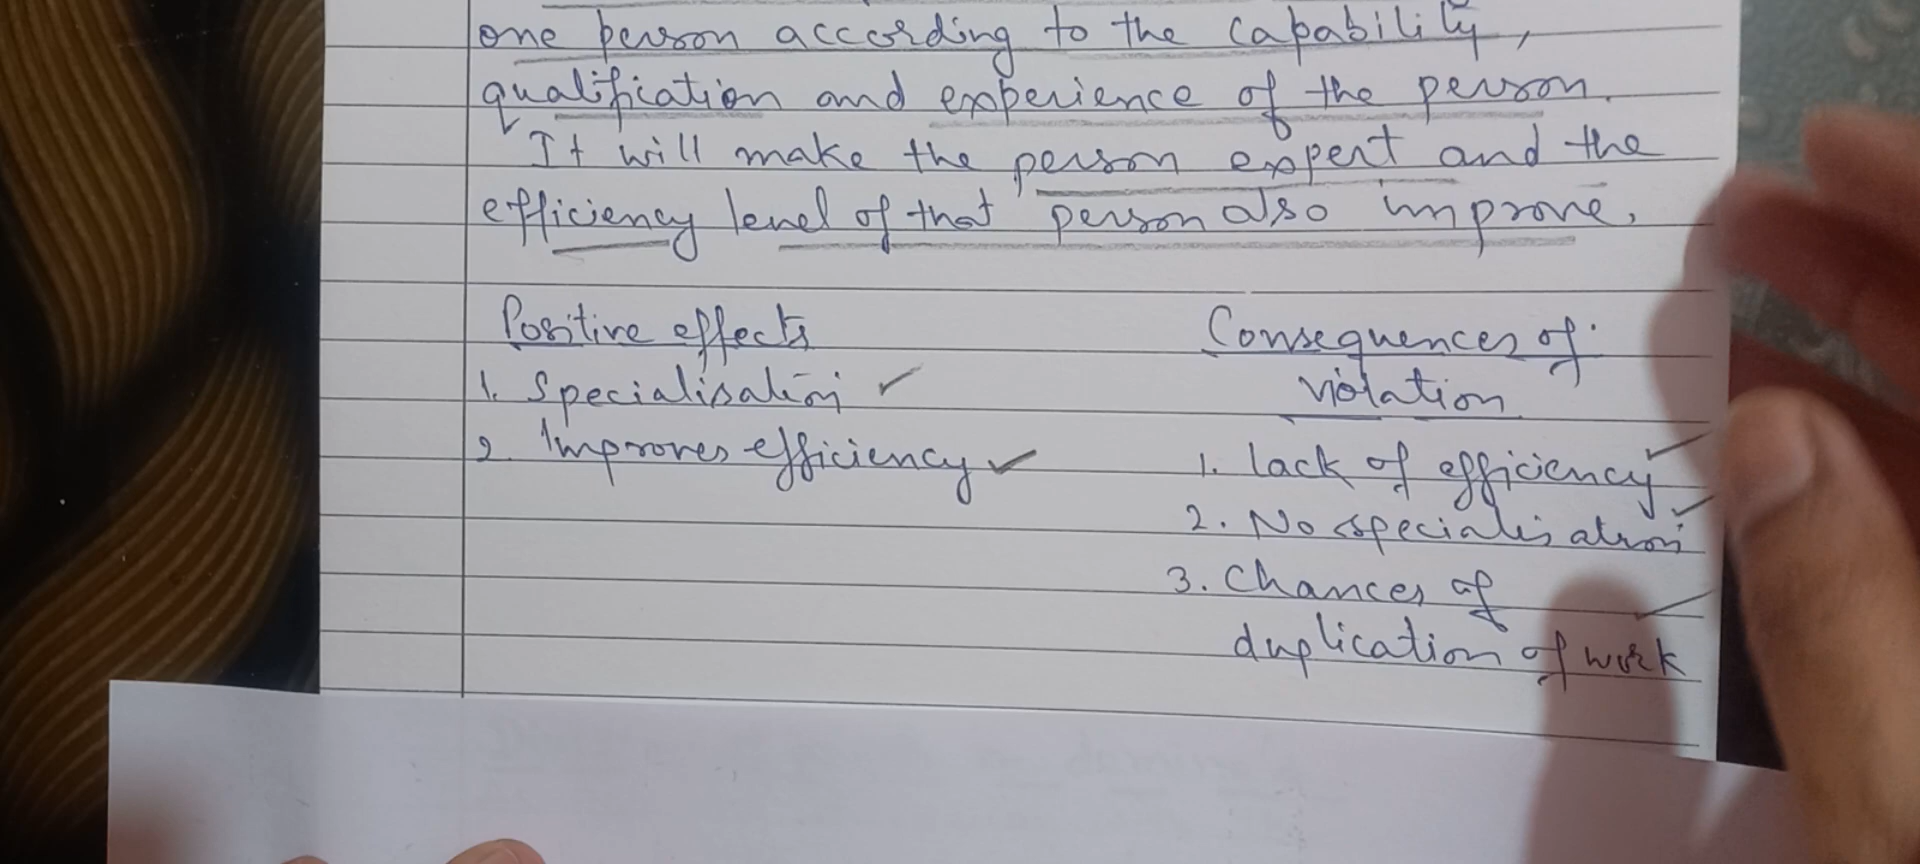 one person according to the capability,
qualification and experience of the person.
It will make the person expert and the
efficiency level of that person also improve.
Positive effects
1. Specialisation
2. Improves efficiency
Consequences of
violation
1. lack of efficiency
2. No specialisation
3. Chances of
duplication of work